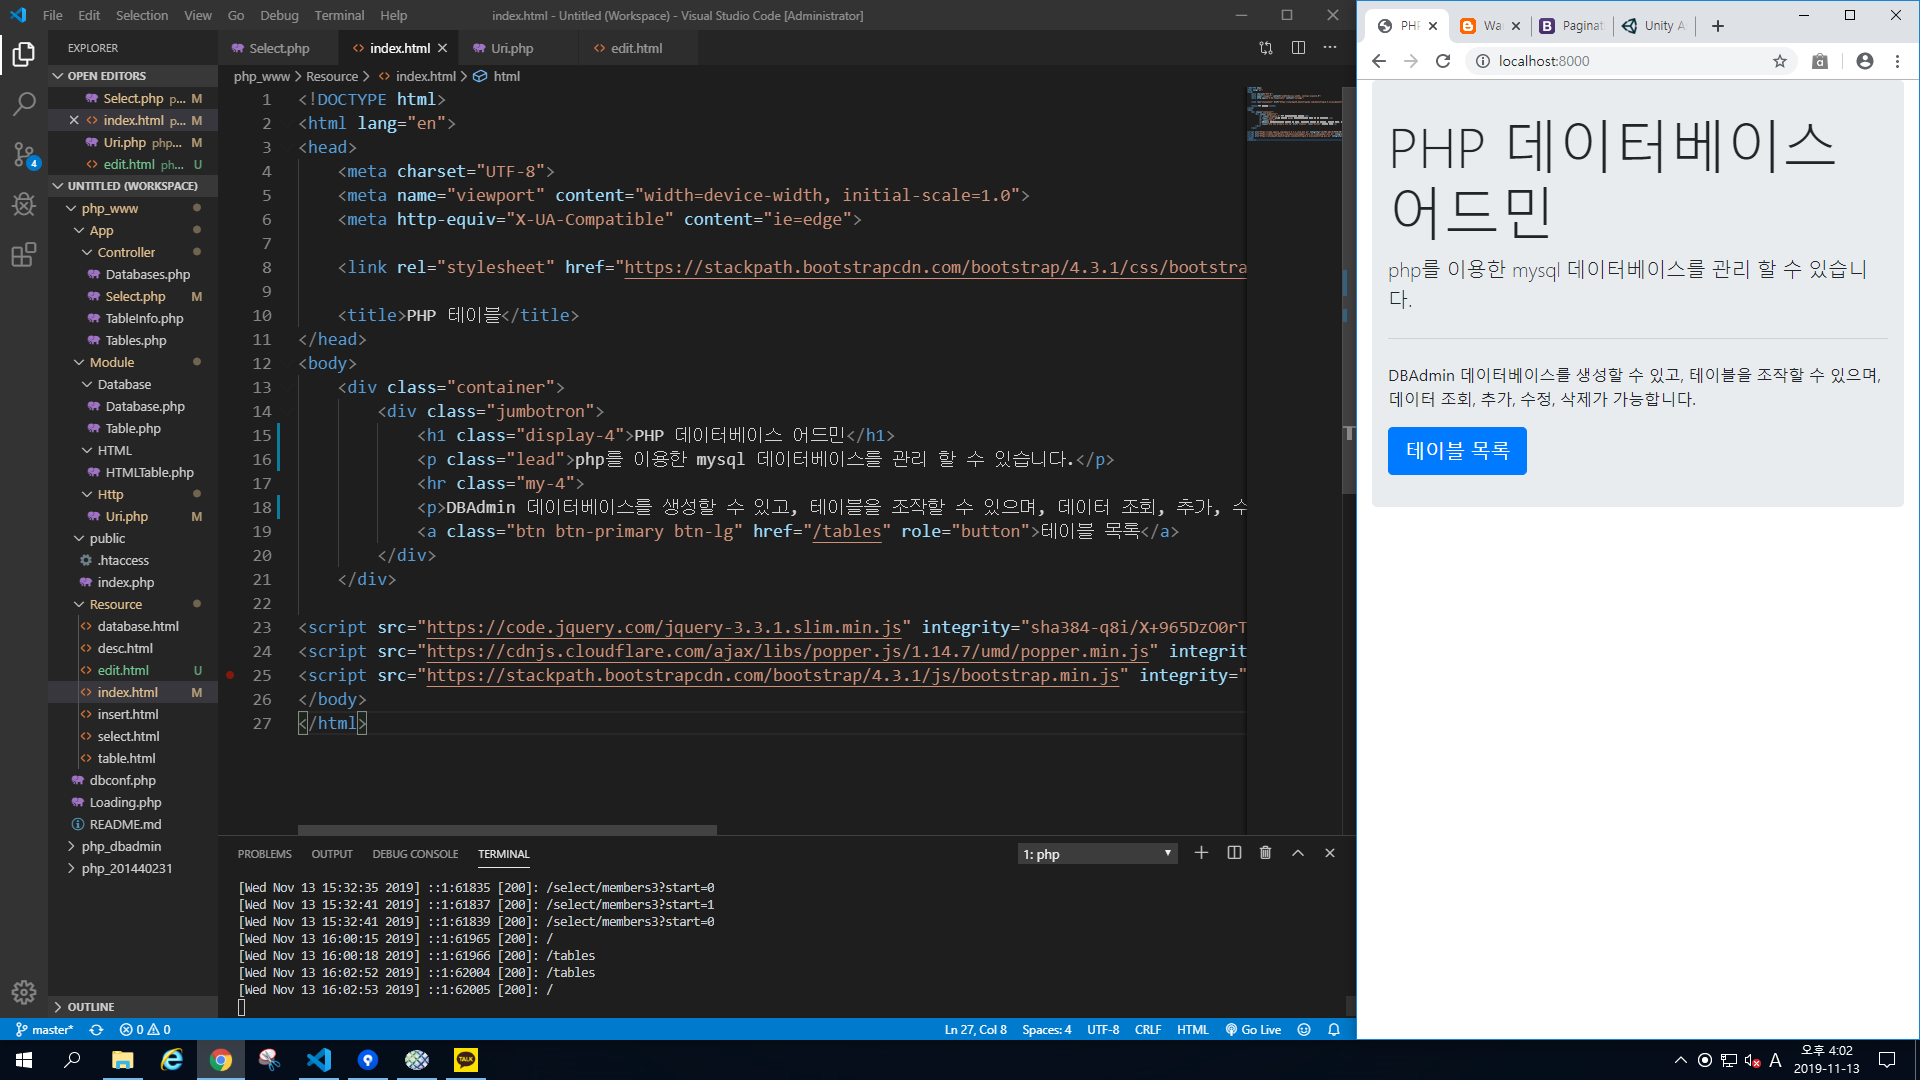 File Edit Selection View Go Debug Terminal Help
index.html - Untitled (Workspace) - Visual Studio Code [Administrator]
EXPLORER
OPEN EDITORS
Select.php p... M
index.html p... M
Uri.php php... M
edit.html ph... U
UNTITLED (WORKSPACE)
php_www
App
Controller
Databases.php
Select.php M
TableInfo.php
Tables.php
Module
Database
Database.php
Table.php
HTML
HTMLTable.php
Http
Uri.php M
public
.htaccess
index.php
Resource
database.html
desc.html
edit.html U
index.html M
insert.html
select.html
table.html
dbconf.php
Loading.php
README.md
php_dbadmin
php_201440231
OUTLINE
4
Select.php index.html Uri.php edit.html
php_www > Resource > index.html > html
1 <!DOCTYPE html>
2 <html lang="en">
3 <head>
4 <meta charset="UTF-8">
5 <meta name="viewport" content="width=device-width, initial-scale=1.0">
6 <meta http-equiv="X-UA-Compatible" content="ie=edge">
7
8 <link rel="stylesheet" href="https://stackpath.bootstrapcdn.com/bootstrap/4.3.1/css/bootstra
9
10 <title>PHP 테이블</title>
11 </head>
12 <body>
13 <div class="container">
14 <div class="jumbotron">
15 <h1 class="display-4">PHP 데이터베이스 어드민</h1>
16 <p class="lead">php를 이용한 mysql 데이터베이스를 관리 할 수 있습니다.</p>
17 <hr class="my-4">
18 <p>DBAdmin 데이터베이스를 생성할 수 있고, 테이블을 조작할 수 있으며, 데이터 조회, 추가, 수
19 <a class="btn btn-primary btn-lg" href="/tables" role="button">테이블 목록</a>
20 </div>
21 </div>
22
23 <script src="https://code.jquery.com/jquery-3.3.1.slim.min.js" integrity="sha384-q8i/X+965DzO0rT
24 <script src="https://cdnjs.cloudflare.com/ajax/libs/popper.js/1.14.7/umd/popper.min.js" integrit
25 <script src="https://stackpath.bootstrapcdn.com/bootstrap/4.3.1/js/bootstrap.min.js" integrity="
26 </body>
27 </html>
PROBLEMS OUTPUT DEBUG CONSOLE TERMINAL
1: php
[Wed Nov 13 15:32:35 2019] ::1:61835 [200]: /select/members3?start=0
[Wed Nov 13 15:32:41 2019] ::1:61837 [200]: /select/members3?start=1
[Wed Nov 13 15:32:41 2019] ::1:61839 [200]: /select/members3?start=0
[Wed Nov 13 16:00:15 2019] ::1:61965 [200]: /
[Wed Nov 13 16:00:18 2019] ::1:61966 [200]: /tables
[Wed Nov 13 16:02:52 2019] ::1:62004 [200]: /tables
[Wed Nov 13 16:02:53 2019] ::1:62005 [200]: /
master* 0 0 Ln 27, Col 8 Spaces: 4 UTF-8 CRLF HTML Go Live
PHP Wa Paginat Unity A
localhost:8000
PHP 데이터베이스
어드민
php를 이용한 mysql 데이터베이스를 관리 할 수 있습니
다.
DBAdmin 데이터베이스를 생성할 수 있고, 테이블을 조작할 수 있으며,
데이터 조회, 추가, 수정, 삭제가 가능합니다.
테이블 목록
TALK
A
오후 4:02
2019-11-13